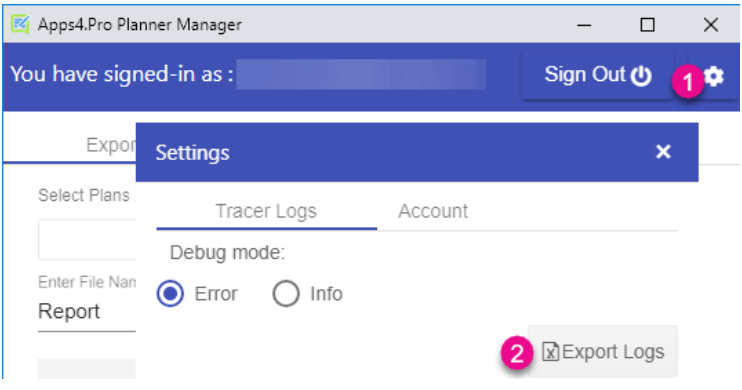 Apps4.Pro Planner Manager
You have signed-in as :
Sign Out
1
Expor
Settings
Select Plans
Tracer Logs Account
Debug mode:
Enter File Nan
Error Info
Report
2 Export Logs